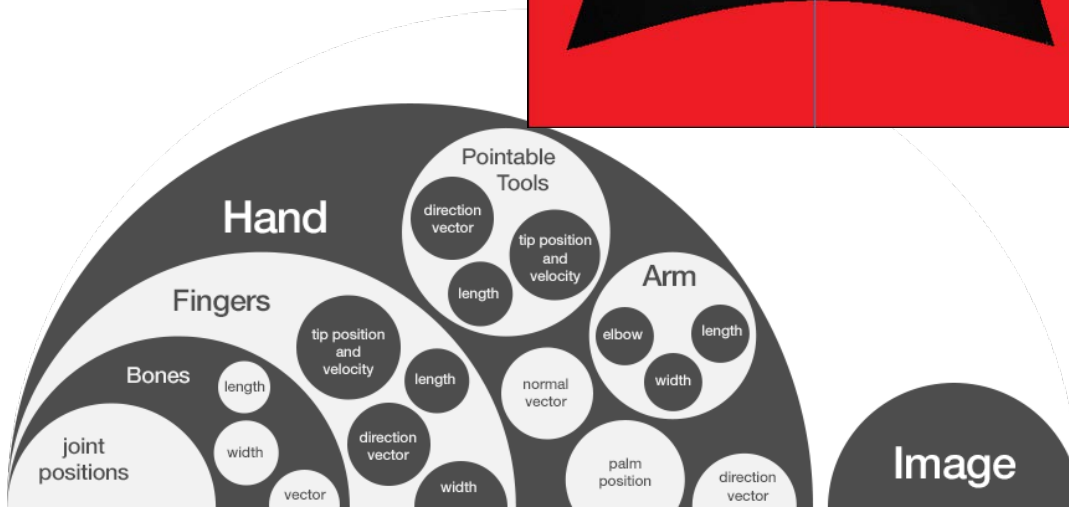 Pointable
Tools
direction
vector
tip position
and
velocity
length
Hand
Arm
elbow
length
width
Fingers
tip position
and
velocity
length
direction
vector
width
normal
vector
palm
position
direction
vector
Bones
length
width
vector
joint
positions
Image